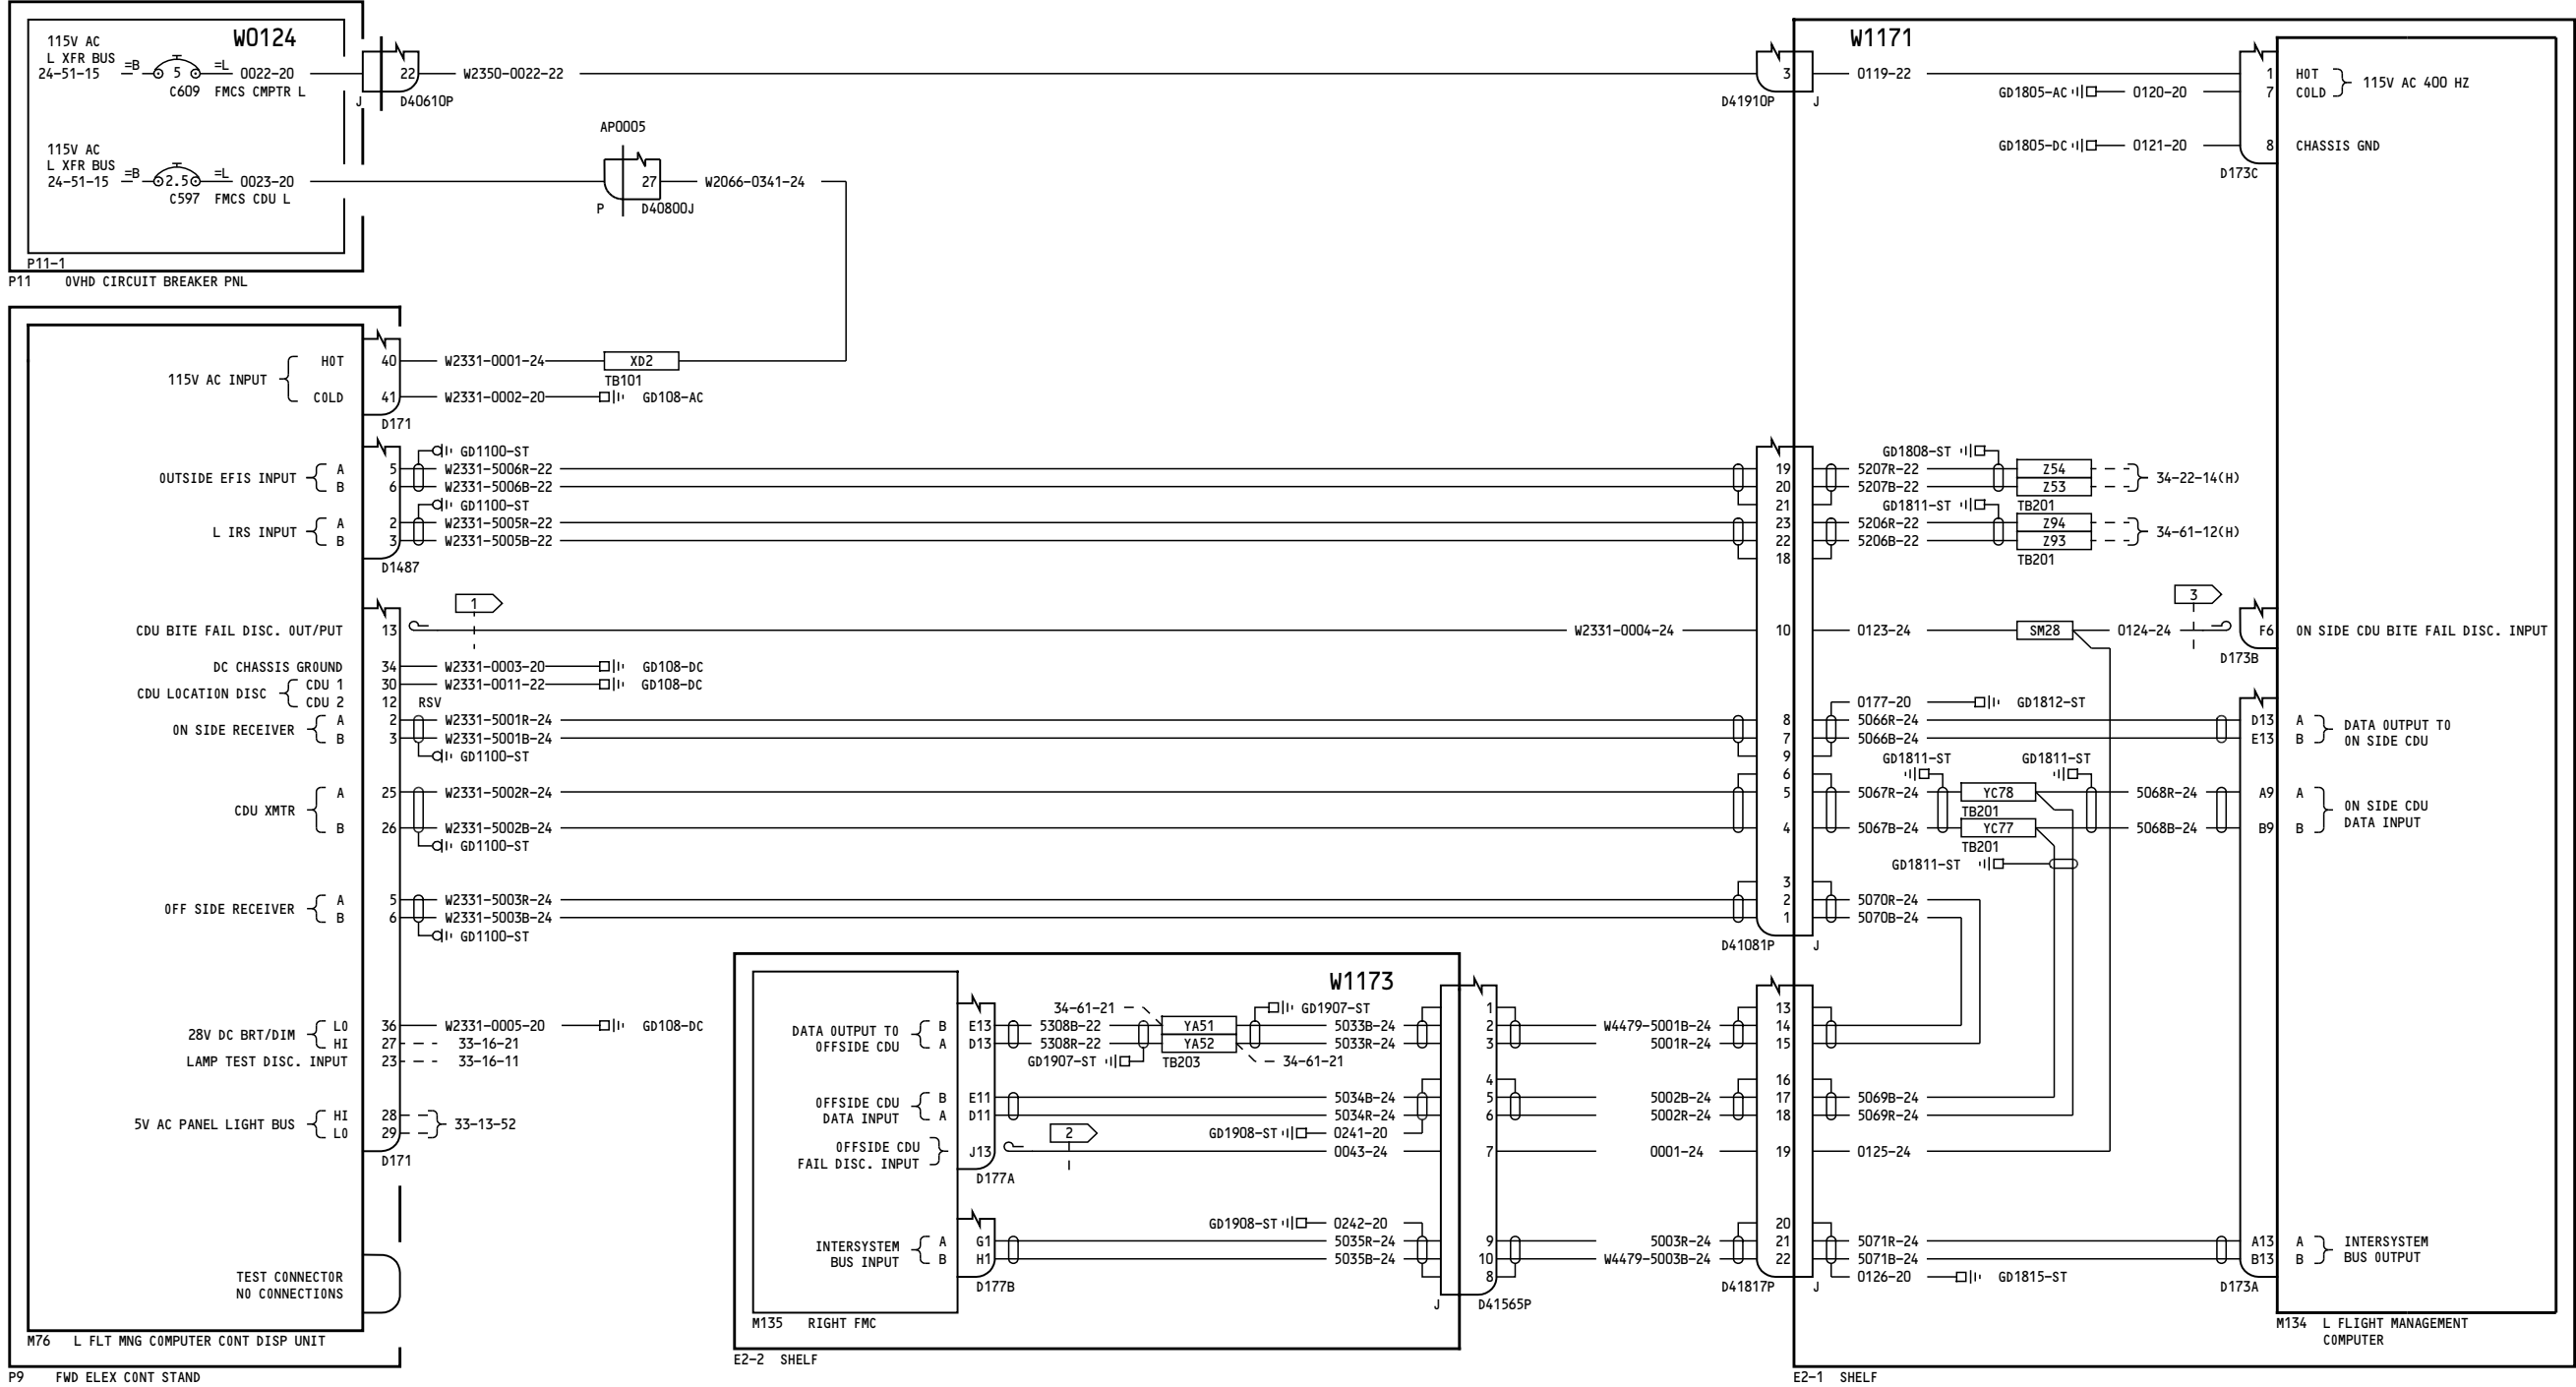 W0124
115V AC
L XFR BUS
24-51-15 =B 5 =L 0022-20
C609 FMCS CMPTR L
22 W2350-0022-22
J D40610P
115V AC
L XFR BUS
24-51-15 =B 2.5 =L 0023-20
C597 FMCS CDU L
AP0005
27 W2066-0341-24
P D40800J
P11-1
P11 OVHD CIRCUIT BREAKER PNL
W1171
3 0119-22
D41910P J
1 HOT
7 COLD
115V AC 400 HZ
GD1805-AC 0120-20
GD1805-DC 0121-20 8 CHASSIS GND
D173C
115V AC INPUT
HOT 40 W2331-0001-24 XD2
TB101
COLD 41 W2331-0002-20 GD108-AC
D171
GD1100-ST
OUTSIDE EFIS INPUT
A 5 W2331-5006R-22
B 6 W2331-5006B-22
GD1100-ST
L IRS INPUT
A 2 W2331-5005R-22
B 3 W2331-5005B-22
D1487
GD1808-ST
19 5207R-22 Z54
20 5207B-22 Z53
34-22-14(H)
21 GD1811-ST TB201
23 5206R-22 Z94
22 5206B-22 Z93
34-61-12(H)
18 TB201
1
3
CDU BITE FAIL DISC. OUT/PUT 13 W2331-0004-24 10 0123-24 SM28 0124-24 F6 ON SIDE CDU BITE FAIL DISC. INPUT
D173B
DC CHASSIS GROUND 34 W2331-0003-20 GD108-DC
CDU LOCATION DISC
CDU 1 30 W2331-0011-22 GD108-DC
CDU 2 12 RSV
ON SIDE RECEIVER
A 2 W2331-5001R-24
B 3 W2331-5001B-24
GD1100-ST
0177-20 GD1812-ST
8 5066R-24 D13 A
7 5066B-24 E13 B
DATA OUTPUT TO
ON SIDE CDU
9
GD1811-ST GD1811-ST
6
CDU XMTR
A 25 W2331-5002R-24
B 26 W2331-5002B-24
GD1100-ST
5 5067R-24 YC78 5068R-24 A9 A
TB201
4 5067B-24 YC77 5068B-24 B9 B
TB201
ON SIDE CDU
DATA INPUT
GD1811-ST
OFF SIDE RECEIVER
A 5 W2331-5003R-24
B 6 W2331-5003B-24
GD1100-ST
3
2 5070R-24
1 5070B-24
D41081P J
28V DC BRT/DIM
LO 36 W2331-0005-20 GD108-DC
HI 27 33-16-21
LAMP TEST DISC. INPUT 23 33-16-11
5V AC PANEL LIGHT BUS
HI 28
LO 29
33-13-52
D171
TEST CONNECTOR
NO CONNECTIONS
M76 L FLT MNG COMPUTER CONT DISP UNIT
P9 FWD ELEX CONT STAND
W1173
34-61-21 GD1907-ST 1 13
DATA OUTPUT TO
OFFSIDE CDU
B E13 5308B-22 YA51 5033B-24 2 W4479-5001B-24 14
A D13 5308R-22 YA52 5033R-24 3 5001R-24 15
GD1907-ST TB203 34-61-21
4 16
OFFSIDE CDU
DATA INPUT
B E11 5034B-24 5 5002B-24 17 5069B-24
A D11 5034R-24 6 5002R-24 18 5069R-24
GD1908-ST 0241-20
2
OFFSIDE CDU
FAIL DISC. INPUT
J13 0043-24 7 0001-24 19 0125-24
D177A
GD1908-ST 0242-20 20
INTERSYSTEM
BUS INPUT
A G1 5035R-24 9 5003R-24 21 5071R-24 A13 A
B H1 5035B-24 10 W4479-5003B-24 22 5071B-24 B13 B
INTERSYSTEM
BUS OUTPUT
8 0126-20 GD1815-ST
D177B
J D41565P
D41817P J
D173A
M135 RIGHT FMC
E2-2 SHELF
M134 L FLIGHT MANAGEMENT
COMPUTER
E2-1 SHELF